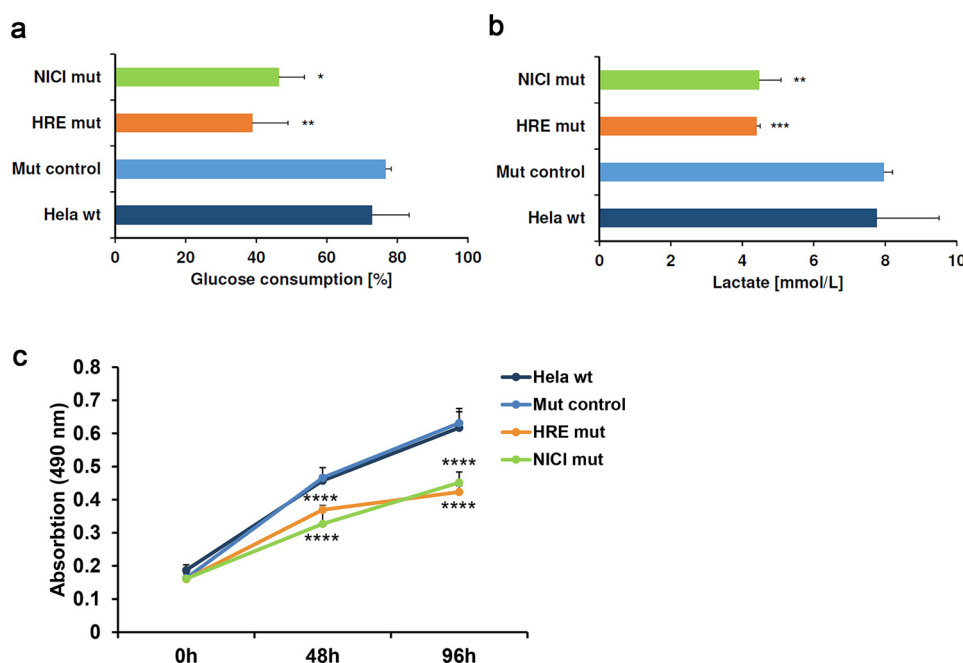 a
NICI mut
*
HRE mut
**
Mut control
Hela wt
0 20 40 60 80 100
Glucose consumption [%]
b
NICI mut
**
HRE mut
***
Mut control
Hela wt
0 2 4 6 8 10
Lactate [mmol/L]
c
Absorbtion (490 nm)
0.8
0.7
0.6
0.5
0.4
0.3
0.2
0.1
0
0h 48h 96h
****
****
****
****
Hela wt
Mut control
HRE mut
NICI mut